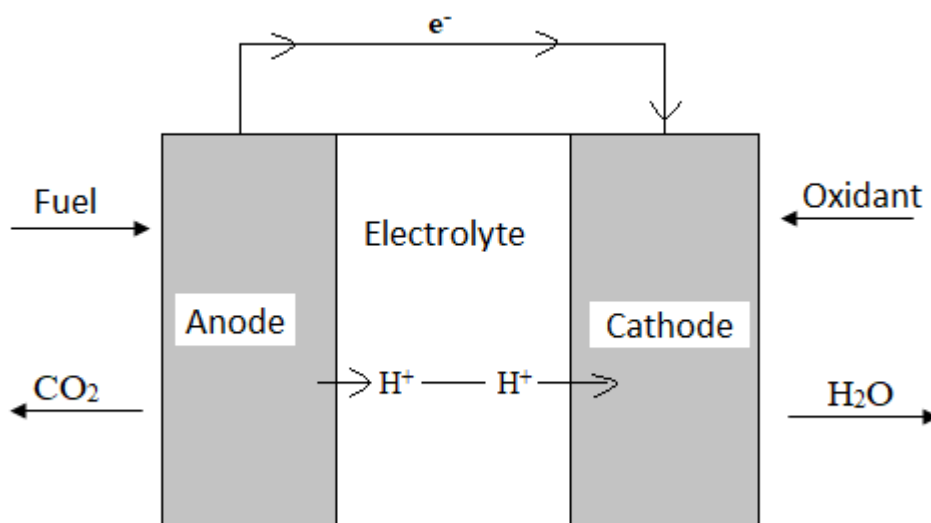 e⁻
Fuel
Oxidant
Electrolyte
Anode
Cathode
H⁺
H⁺
CO₂
H₂O